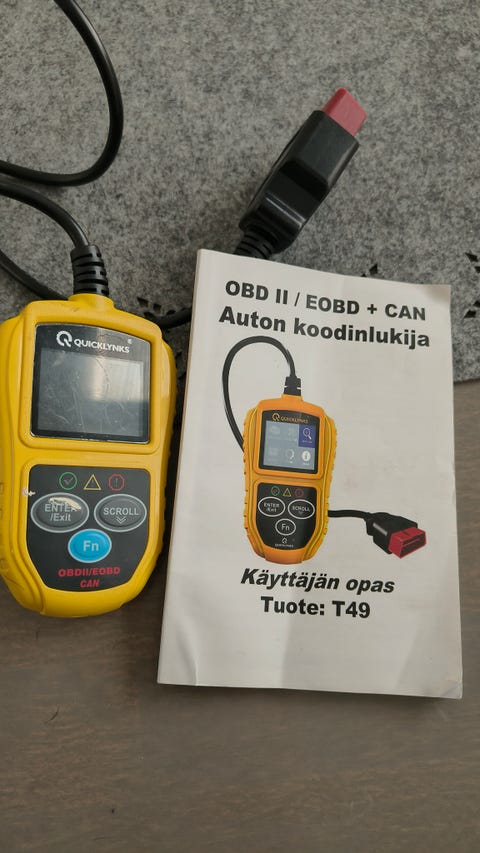 QUICKLYNKS
ENTER
/Exit
SCROLL
Fn
OBDII/EOBD
CAN
OBD II / EOBD + CAN
Auton koodinlukija
QUICKLYNKS
ENTER
/Exit
SCROLL
Fn
Käyttäjän opas
Tuote: T49